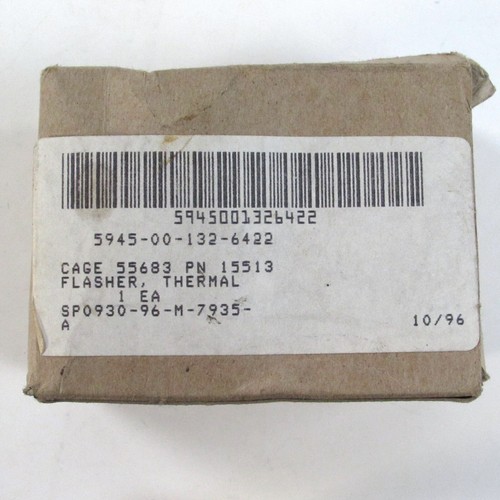 5945001326422
5945-00-132-6422
CAGE 55683 PN 15513
FLASHER, THERMAL
1 EA
SP0930-96-M-7935-
A 10/96